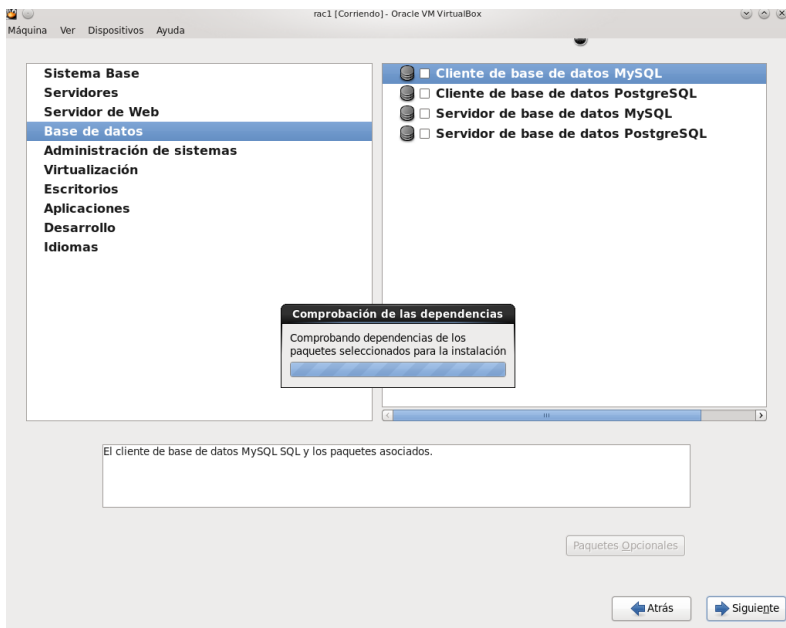 rac1 [Corriendo] - Oracle VM VirtualBox
Máquina Ver Dispositivos Ayuda
Sistema Base
Servidores
Servidor de Web
Base de datos
Administración de sistemas
Virtualización
Escritorios
Aplicaciones
Desarrollo
Idiomas
Cliente de base de datos MySQL
Cliente de base de datos PostgreSQL
Servidor de base de datos MySQL
Servidor de base de datos PostgreSQL
Comprobación de las dependencias
Comprobando dependencias de los
paquetes seleccionados para la instalación
El cliente de base de datos MySQL SQL y los paquetes asociados.
Paquetes Opcionales
Atrás
Siguiente